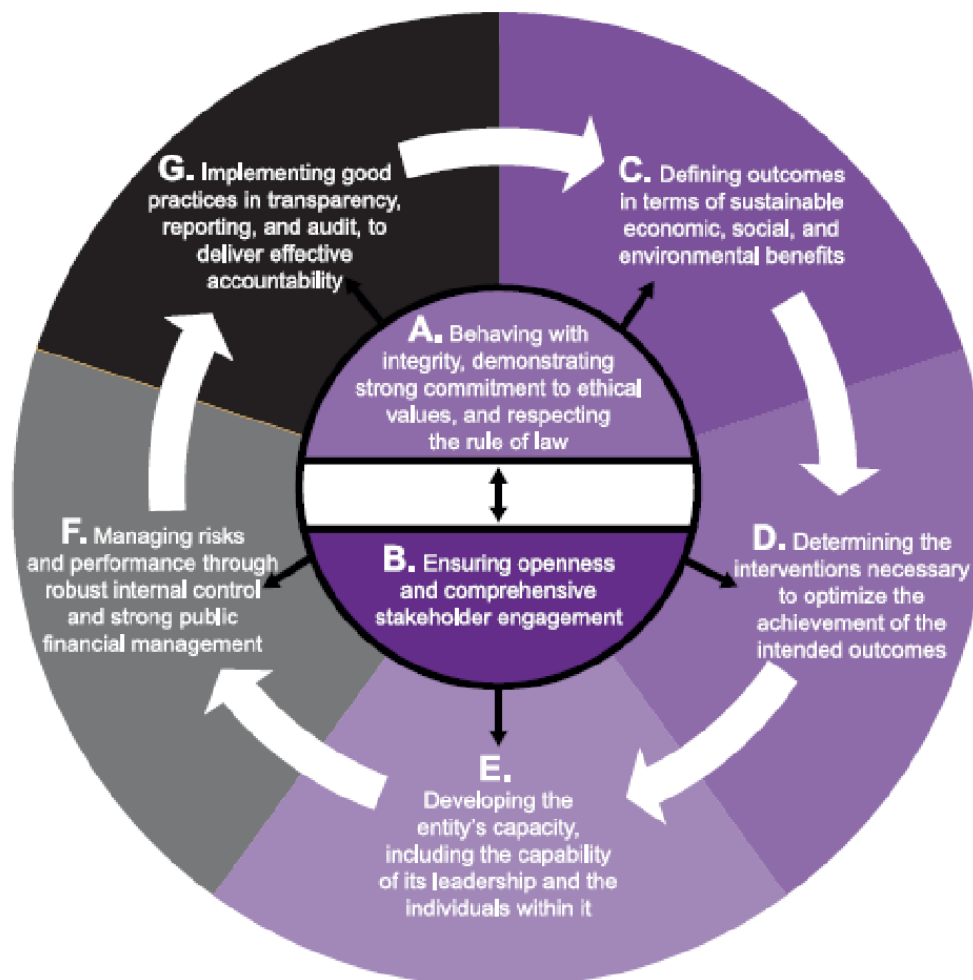 A. Behaving with
integrity, demonstrating
strong commitment to ethical
values, and respecting
the rule of law
B. Ensuring openness
and comprehensive
stakeholder engagement
C. Defining outcomes
in terms of sustainable
economic, social, and
environmental benefits
D. Determining the
interventions necessary
to optimize the
achievement of the
intended outcomes
E.
Developing the
entity's capacity,
including the capability
of its leadership and the
individuals within it
F. Managing risks
and performance through
robust internal control
and strong public
financial management
G. Implementing good
practices in transparency,
reporting, and audit, to
deliver effective
accountability